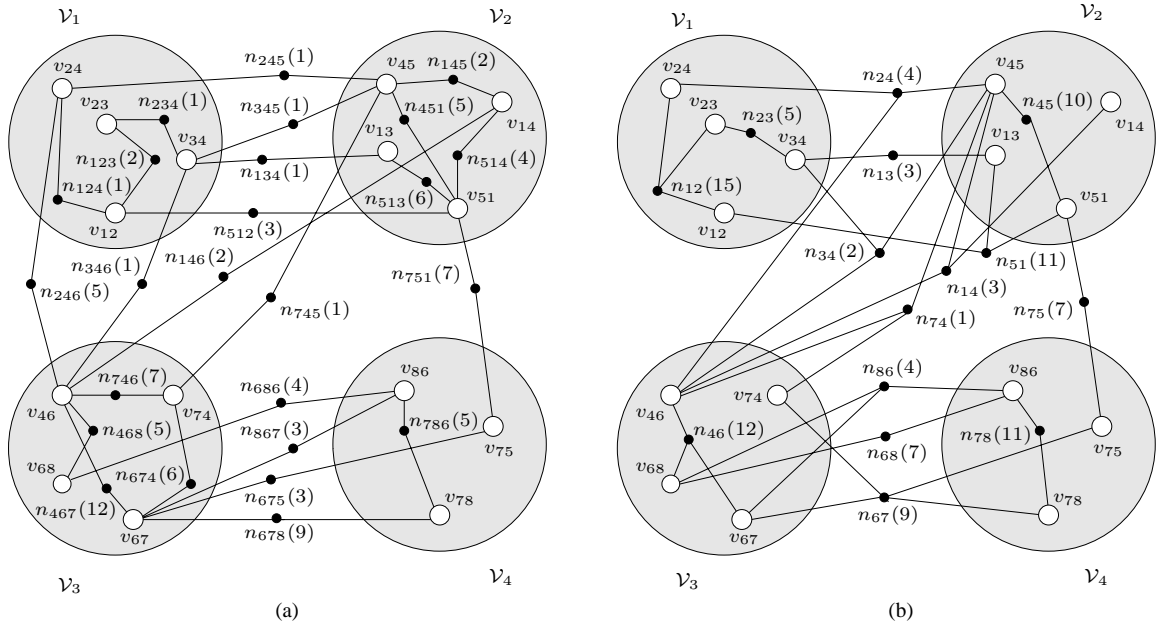 𝒱1
𝒱2
n245(1)
n145(2)
v24
v45
v23
n234(1)
n345(1)
n451(5)
v14
v13
v34
n123(2)
n134(1)
n514(4)
n124(1)
n513(6)
v51
v12
n512(3)
n346(1)
n146(2)
n751(7)
n246(5)
n745(1)
n746(7)
n686(4)
v86
v46
v74
n867(3)
n786(5)
n468(5)
v75
v68
n674(6)
n675(3)
n467(12)
v78
v67
n678(9)
𝒱3
𝒱4
(a)
𝒱1
𝒱2
v24
n24(4)
v45
v23
n23(5)
n45(10)
v14
v13
v34
n13(3)
n12(15)
v51
v12
n34(2)
n51(11)
n14(3)
n75(7)
n74(1)
n86(4)
v86
v46
v74
n46(12)
n78(11)
v75
n68(7)
v68
v78
n67(9)
v67
𝒱3
𝒱4
(b)